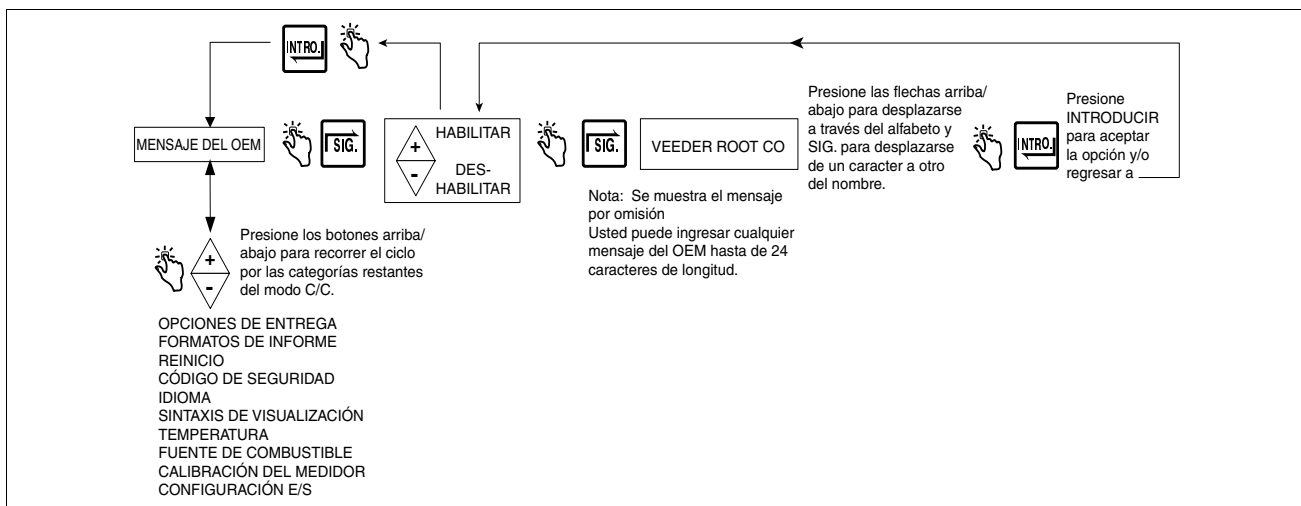 INTRO.
MENSAJE DEL OEM
SIG.
+
-
HABILITAR
DES-
HABILITAR
SIG.
VEEDER ROOT CO
Presione las flechas arriba/
abajo para desplazarse
a través del alfabeto y
SIG. para desplazarse
de un caracter a otro
del nombre.
INTRO.
Presione
INTRODUCIR
para aceptar
la opción y/o
regresar a
Nota: Se muestra el mensaje
por omisión
Usted puede ingresar cualquier
mensaje del OEM hasta de 24
caracteres de longitud.
+
-
Presione los botones arriba/
abajo para recorrer el ciclo
por las categorías restantes
del modo C/C.
OPCIONES DE ENTREGA
FORMATOS DE INFORME
REINICIO
CÓDIGO DE SEGURIDAD
IDIOMA
SINTAXIS DE VISUALIZACIÓN
TEMPERATURA
FUENTE DE COMBUSTIBLE
CALIBRACIÓN DEL MEDIDOR
CONFIGURACIÓN E/S